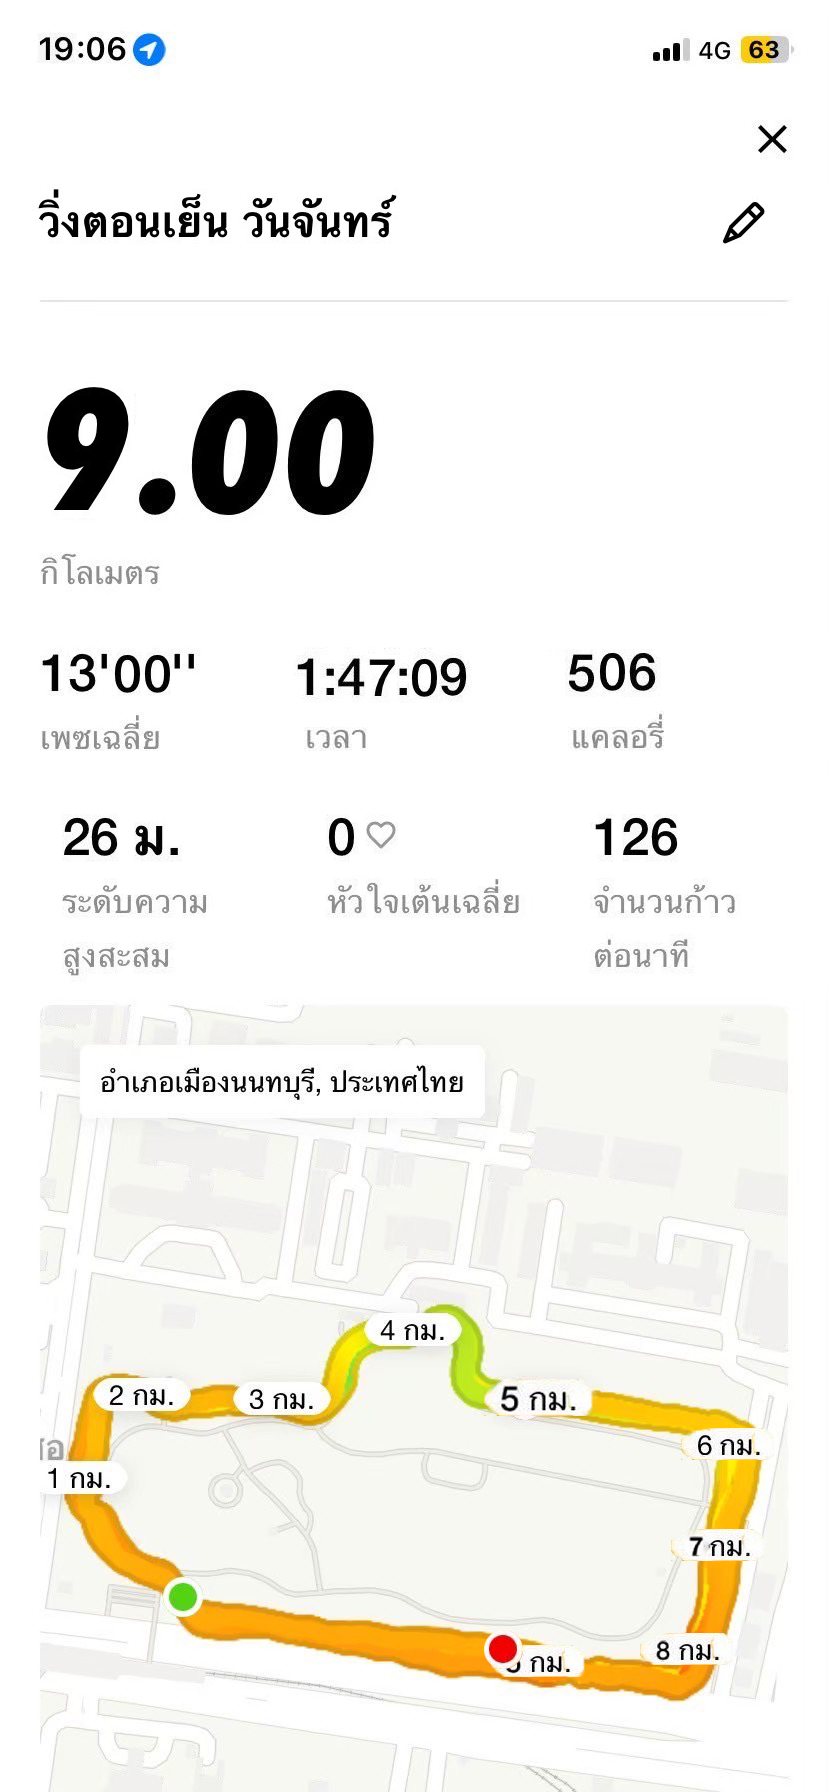 19:06
4G 63
วิ่งตอนเย็น วันจันทร์
9.00
กิโลเมตร
13'00'' 1:47:09 506
เพซเฉลี่ย เวลา แคลอรี่
26 ม. 0 126
ระดับความ หัวใจเต้นเฉลี่ย จำนวนก้าว
สูงสะสม ต่อนาที
อำเภอเมืองนนทบุรี, ประเทศไทย
4 กม.
2 กม.
3 กม.
5 กม.
6 กม.
1 กม.
7 กม.
8 กม.
กม.